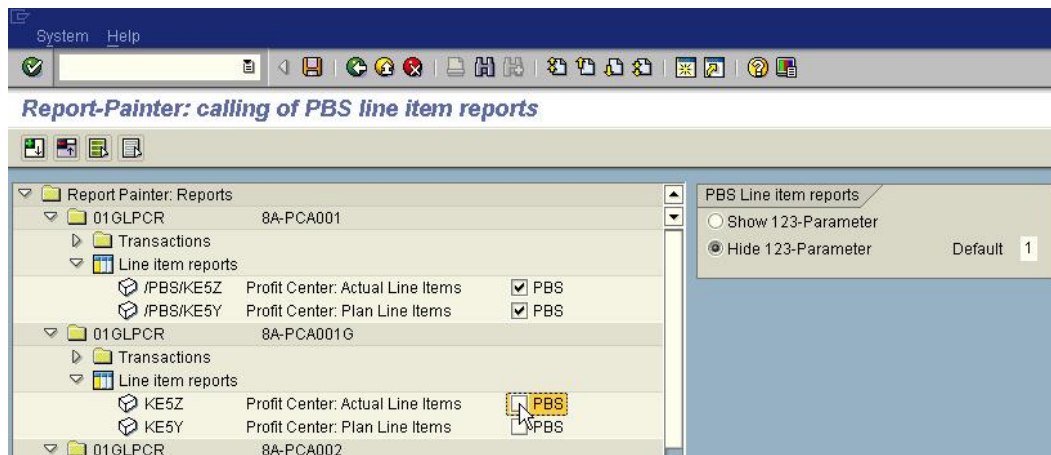 System Help
Report-Painter: calling of PBS line item reports
Report Painter: Reports
01GLPCR 8A-PCA001
Transactions
Line item reports
/PBS/KE5Z Profit Center: Actual Line Items PBS
/PBS/KE5Y Profit Center: Plan Line Items PBS
01GLPCR 8A-PCA001G
Transactions
Line item reports
KE5Z Profit Center: Actual Line Items PBS
KE5Y Profit Center: Plan Line Items PBS
01GLPCR 8A-PCA002
PBS Line item reports
Show 123-Parameter
Hide 123-Parameter Default 1